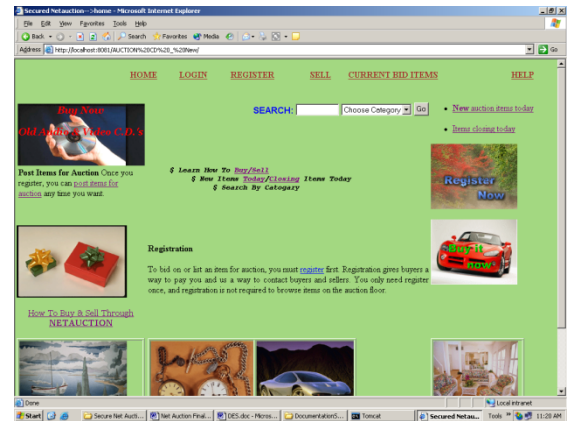 Secured Netauction-->home - Microsoft Internet Explorer
File Edit View Favorites Tools Help
Back Search Favorites Media
Address http://localhost:8001/AUCTION%20CD%20_%20New/ Go
HOME LOGIN REGISTER SELL CURRENT BID ITEMS HELP
Buy Now
Old Audio & Video C.D.'s
SEARCH: Choose Category Go
New auction items today
Items closing today
Post Items for Auction Once you
register, you can post items for
auction any time you want.
$ Learn How To Buy/Sell
$ New Items Today/Closing Items Today
$ Search By Catogary
Register
Now
Buy it
now!
Registration
To bid on or list an item for auction, you must register first. Registration gives buyers a
way to pay you and us a way to contact buyers and sellers. You only need register
once, and registration is not required to browse items on the auction floor.
How To Buy & Sell Through
NETAUCTION
Done Local intranet
Start Secure Net Aucti... Net Auction Final... DES.doc - Micros... DocumentationS... Tomcat Secured Netau... Tools 11:20 AM